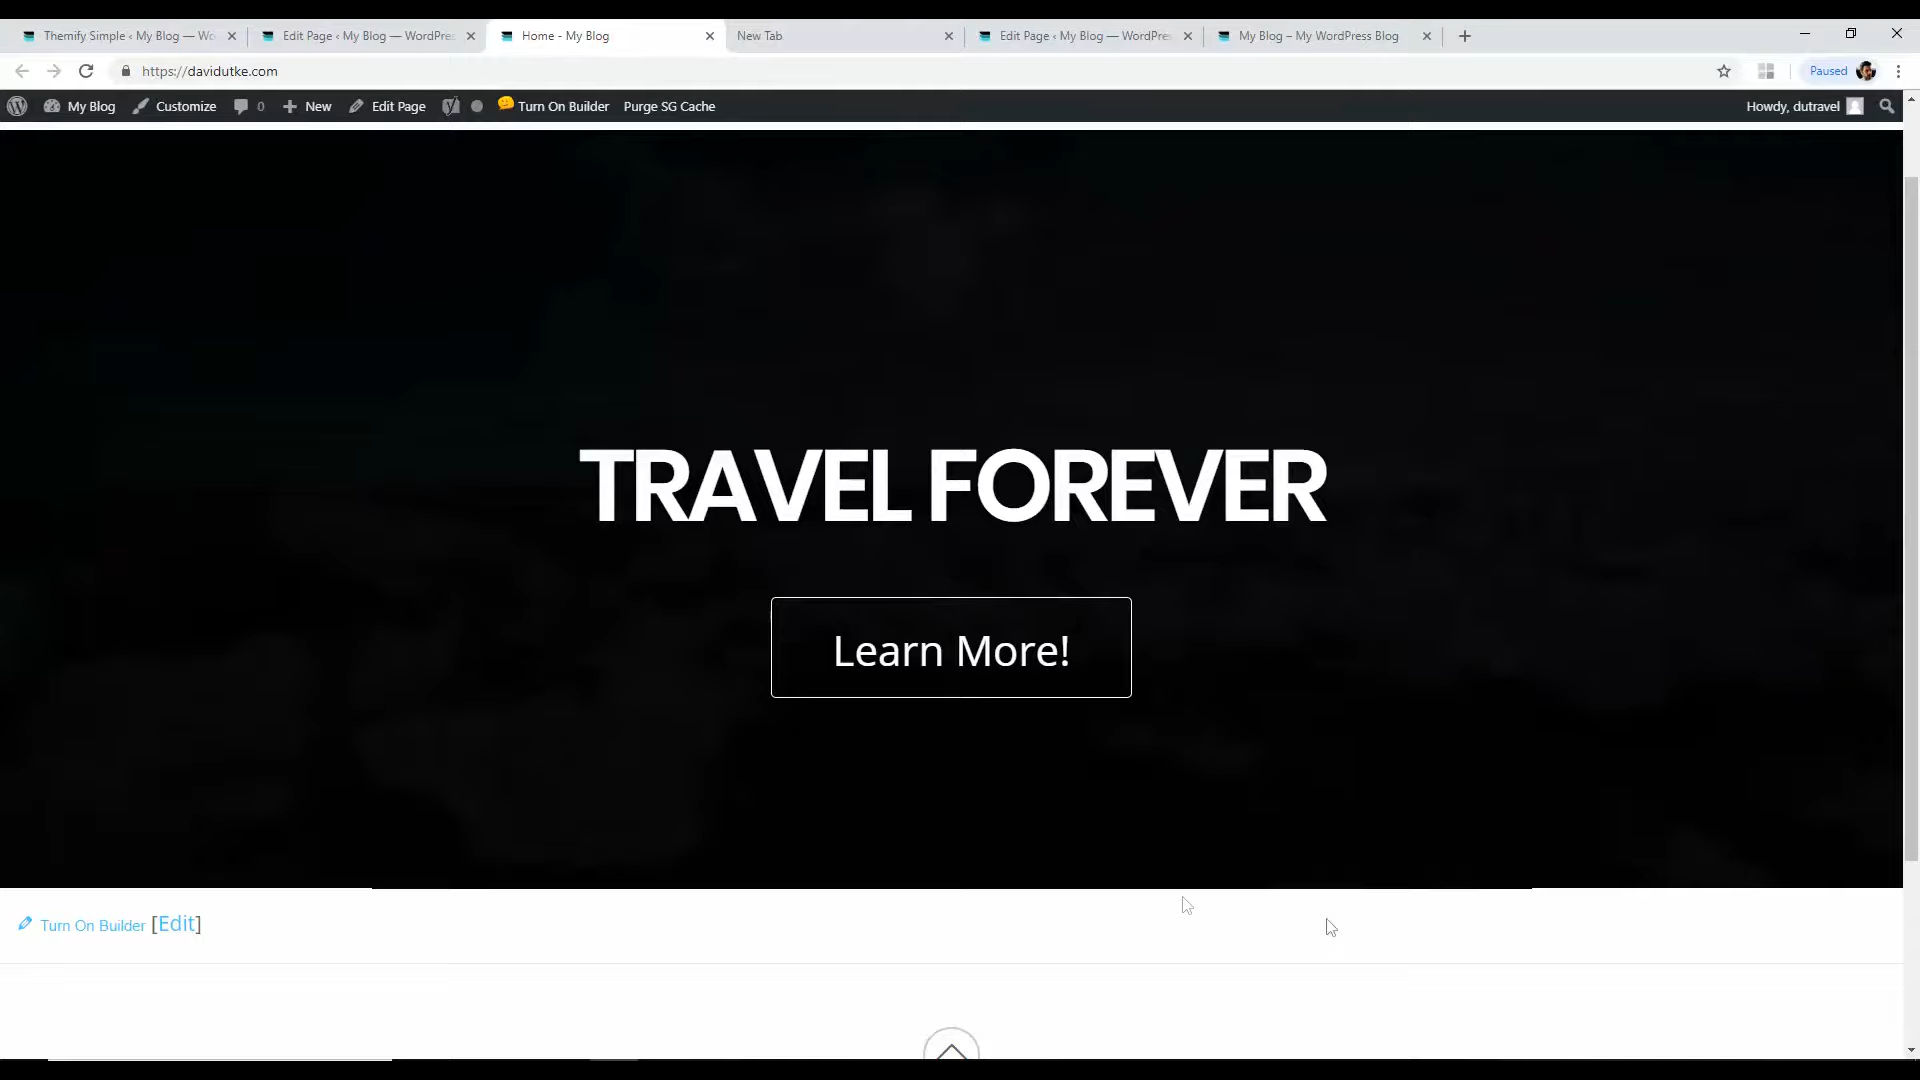 Themify Simple ‹ My Blog — Wo
Edit Page ‹ My Blog — WordPres
Home - My Blog
New Tab
Edit Page ‹ My Blog — WordPres
My Blog – My WordPress Blog
https://davidutke.com
Paused
My Blog
Customize
0
New
Edit Page
Turn On Builder
Purge SG Cache
Howdy, dutravel
TRAVEL FOREVER
Learn More!
Turn On Builder [Edit]